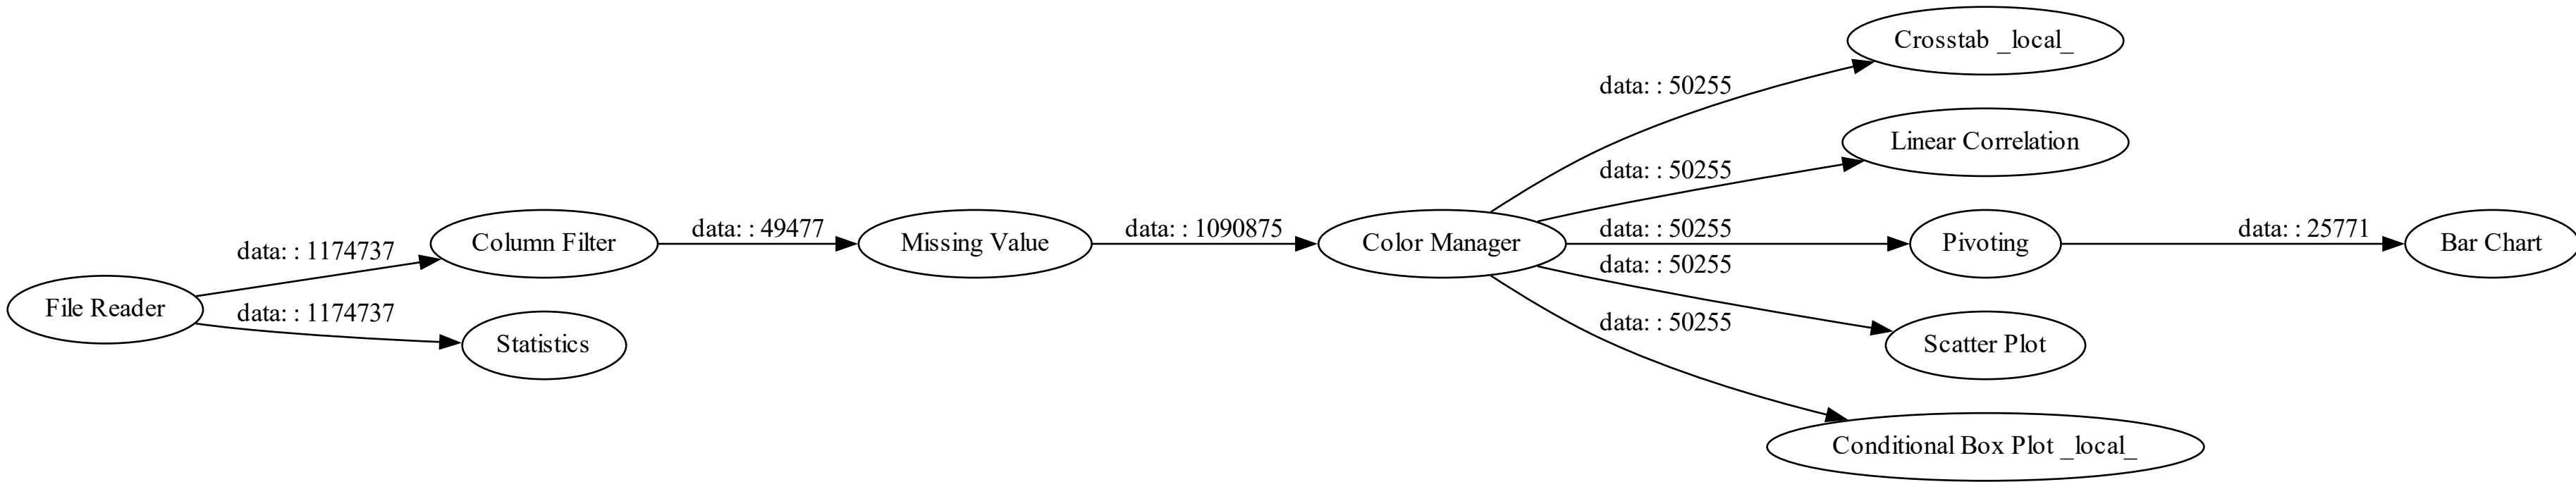 File Reader
data: : 1174737
data: : 1174737
Column Filter
Statistics
data: : 49477
Missing Value
data: : 1090875
Color Manager
data: : 50255
data: : 50255
data: : 50255
data: : 50255
data: : 50255
Crosstab _local_
Linear Correlation
Pivoting
Scatter Plot
Conditional Box Plot _local_
data: : 25771
Bar Chart